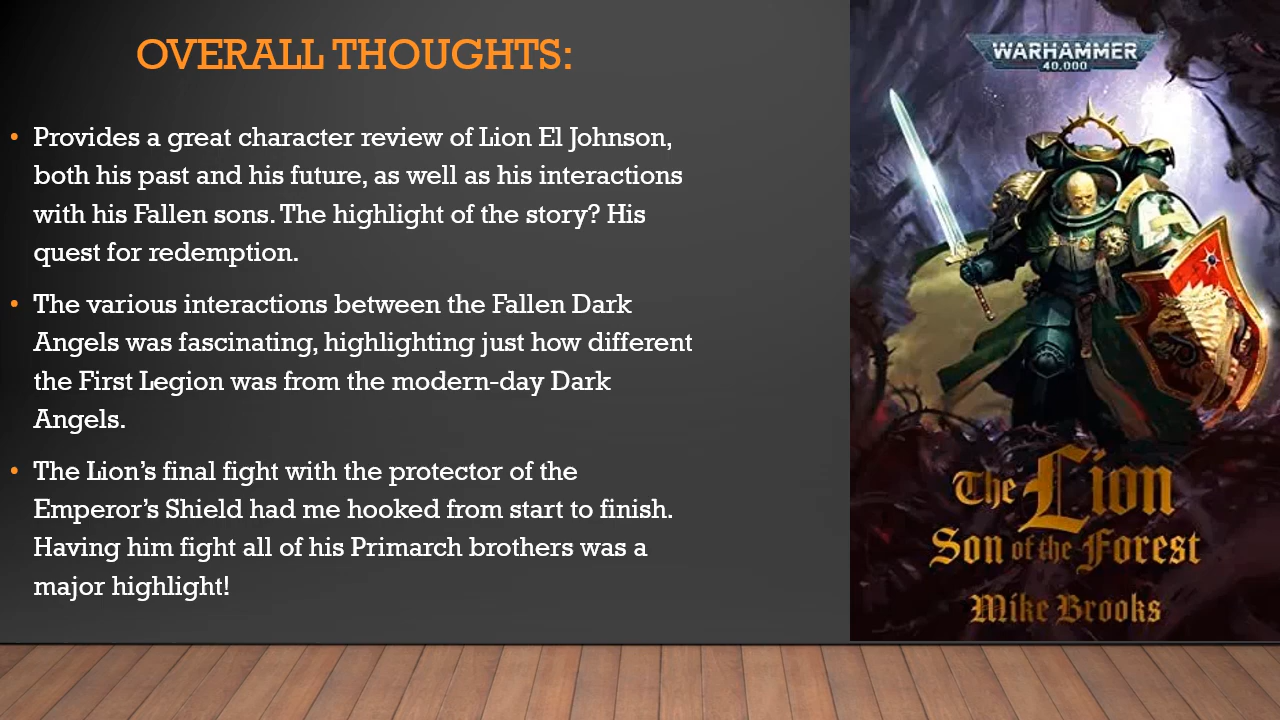 OVERALL THOUGHTS:
• Provides a great character review of Lion El Johnson,
both his past and his future, as well as his interactions
with his Fallen sons. The highlight of the story? His
quest for redemption.
• The various interactions between the Fallen Dark
Angels was fascinating, highlighting just how different
the First Legion was from the modern-day Dark
Angels.
• The Lion's final fight with the protector of the
Emperor's Shield had me hooked from start to finish.
Having him fight all of his Primarch brothers was a
major highlight!
WARHAMMER
40,000
The Lion
Son of the Forest
Mike Brooks